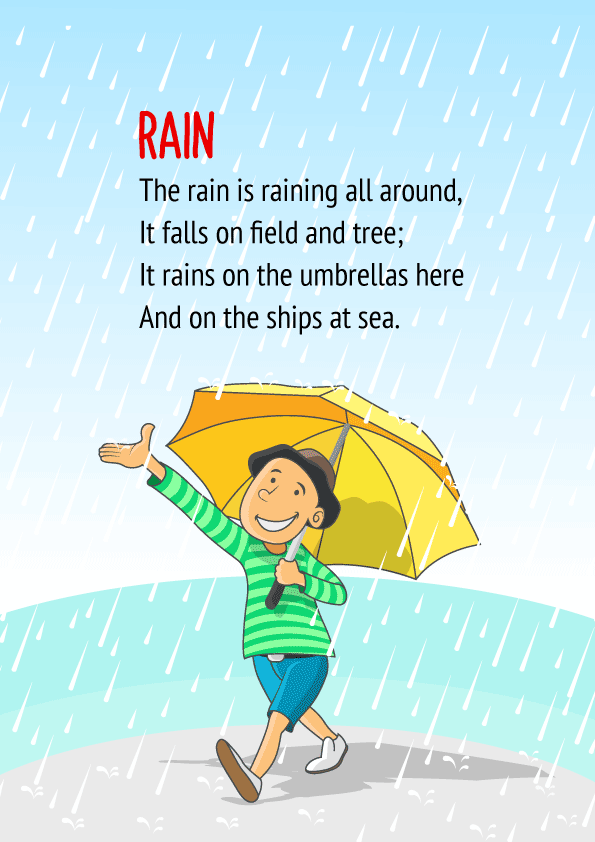 RAIN
The rain is raining all around,
It falls on field and tree;
It rains on the umbrellas here
And on the ships at sea.